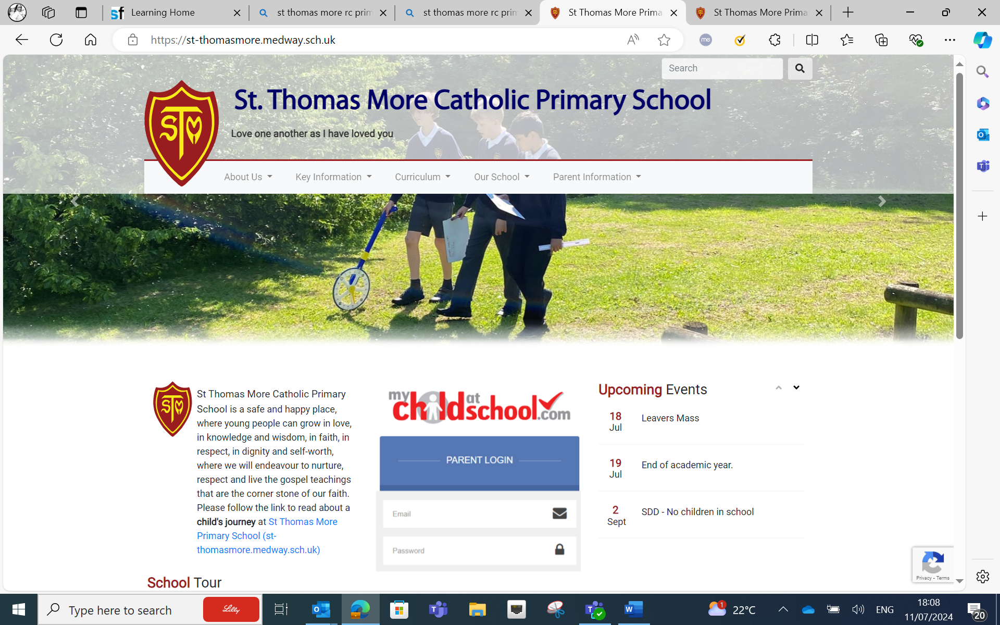 Learning Home
st thomas more rc prim
st thomas more rc prim
St Thomas More Prima
St Thomas More Prima
https://st-thomasmore.medway.sch.uk
me
Search
St. Thomas More Catholic Primary School
Love one another as I have loved you
STM
About Us
Key Information
Curriculum
Our School
Parent Information
STM
St Thomas More Catholic Primary
School is a safe and happy place,
where young people can grow in love,
in knowledge and wisdom, in faith, in
respect, in dignity and self-worth,
where we will endeavour to nurture,
respect and live the gospel teachings
that are the corner stone of our faith.
Please follow the link to read about a
child's journey at St Thomas More
Primary School (st-
thomasmore.medway.sch.uk)
School Tour
my child at school.com
PARENT LOGIN
Email
Password
Upcoming Events
18 Jul Leavers Mass
19 Jul End of academic year.
2 Sept SDD - No children in school
Privacy - Terms
Type here to search
Lilly
1
22°C
ENG
18:08
11/07/2024
20